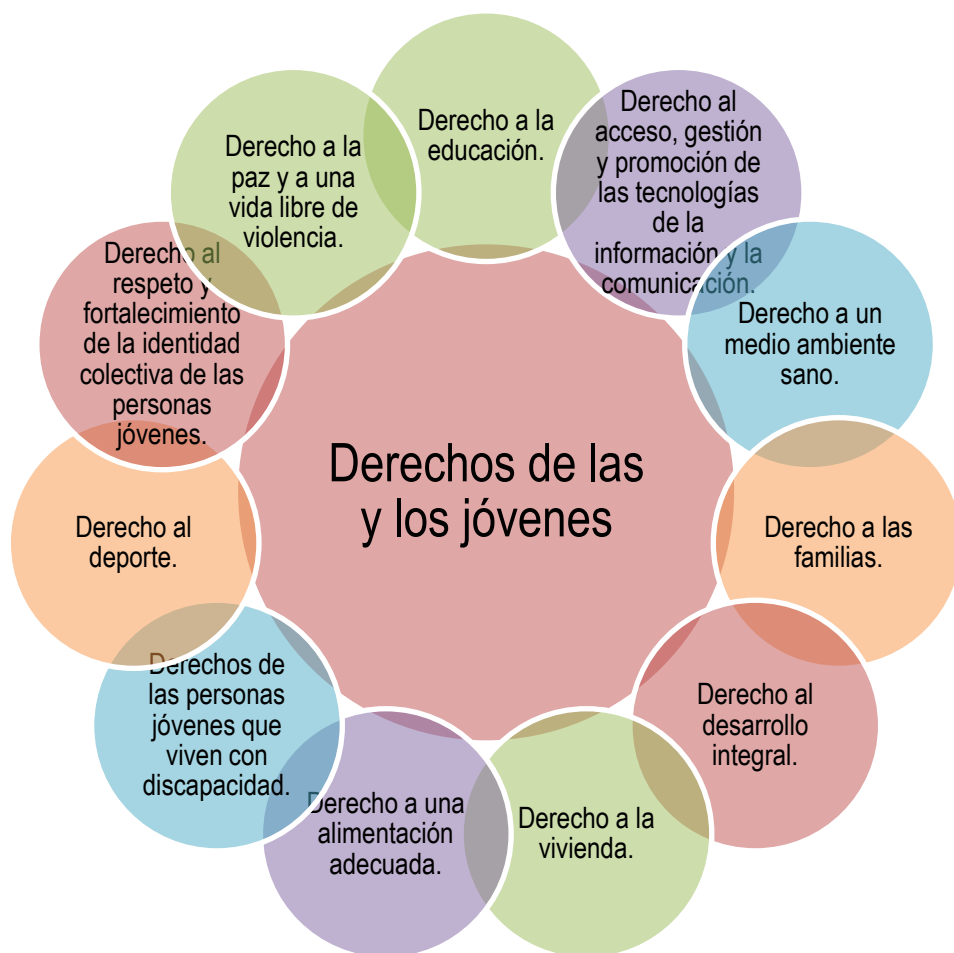 Derechos de las
y los jóvenes
Derecho a la
educación.
Derecho al
acceso, gestión
y promoción de
las tecnologías
de la
información y la
comunicación.
Derecho a un
medio ambiente
sano.
Derecho a las
familias.
Derecho al
desarrollo
integral.
Derecho a la
vivienda.
Derecho a una
alimentación
adecuada.
Derechos de
las personas
jóvenes que
viven con
discapacidad.
Derecho al
deporte.
Derecho al
respeto y
fortalecimiento
de la identidad
colectiva de las
personas
jóvenes.
Derecho a la
paz y a una
vida libre de
violencia.